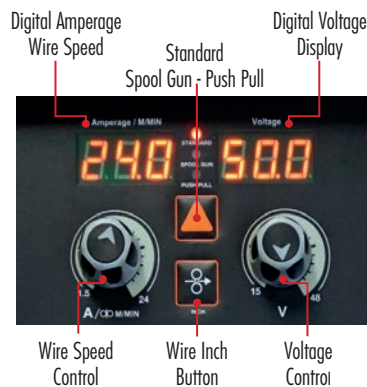 Digital Amperage
Wire Speed
Standard
Spool Gun - Push Pull
Digital Voltage
Display
Amperage / M/MIN
Voltage
STANDARD
SPOOL GUN
PUSH PULL
24.0
50.0
1.5
24
A/ M/MIN
INCH
15
48
V
Wire Speed
Control
Wire Inch
Button
Voltage
Control